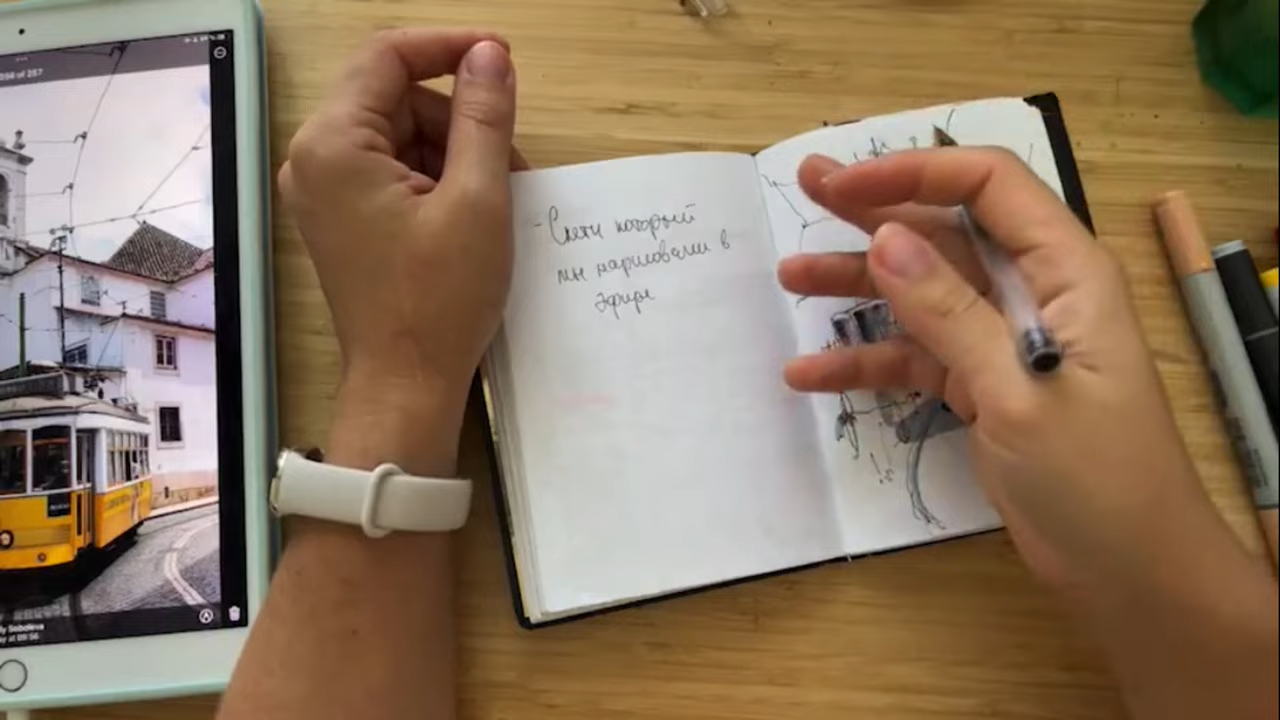 - Скетч который
мы нарисовали в
эфире